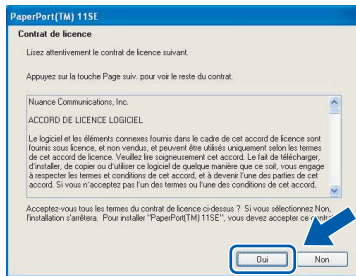 PaperPort(TM) 11SE
Contrat de licence
Lisez attentivement le contrat de licence suivant.
Appuyez sur la touche Page suiv. pour voir le reste du contrat.
Nuance Communications, Inc.
ACCORD DE LICENCE LOGICIEL
Le logiciel et les éléments connexes fournis dans le cadre de cet accord de licence sont
fournis sous licence, et non vendus, et peuvent être utilisés uniquement selon les termes
de cet accord de licence. Veuillez lire soigneusement cet accord. Le fait de télécharger,
d'installer, de copier ou d'utiliser ce logiciel de quelque manière que ce soit, vous engage
à respecter les termes et conditions de cet accord, et à devenir l'une des parties de cet
accord. Si vous n'acceptez pas l'un des termes ou l'une des conditions de cet accord,
Acceptez-vous tous les termes du contrat de licence ci-dessus ? Si vous sélectionnez Non,
l'installation s'arrêtera. Pour installer "PaperPort(TM) 11SE", vous devez accepter ce
Oui
Non